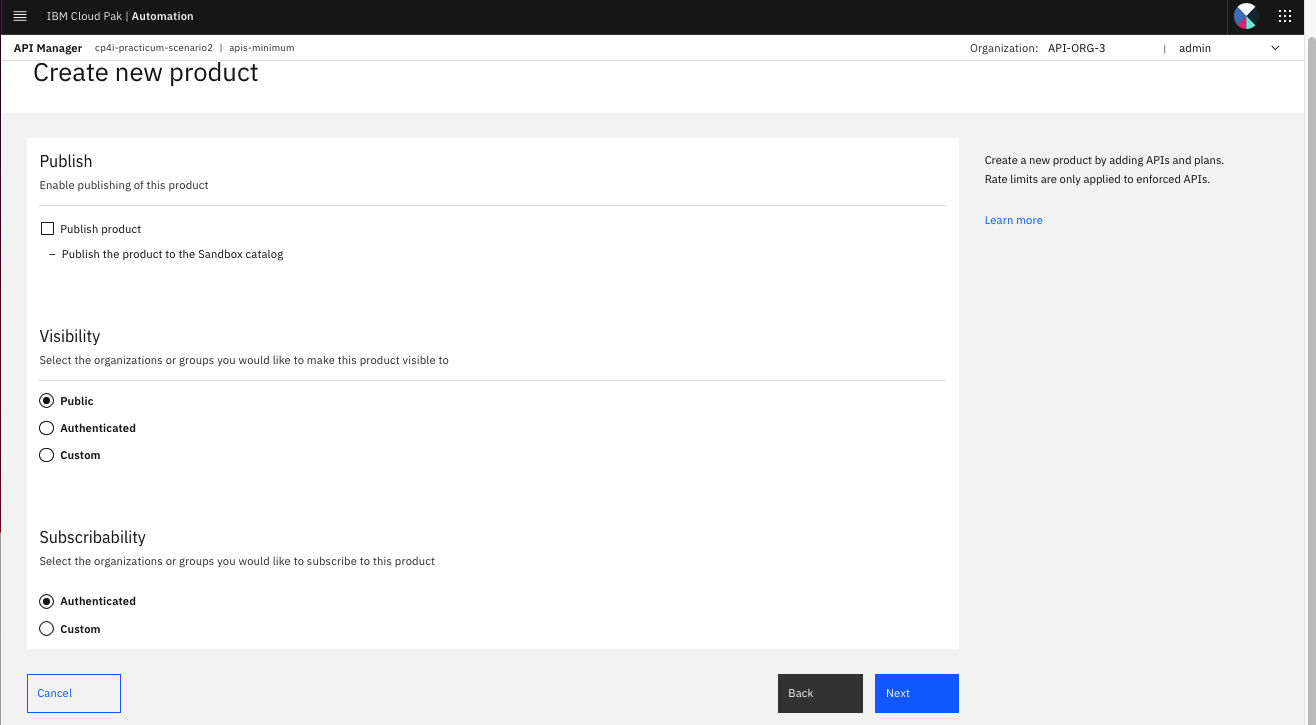 IBM Cloud Pak | Automation
API Manager cp4i-practicum-scenario2 | apis-minimum Organization: API-ORG-3 | admin
Create new product
Publish
Enable publishing of this product
Publish product
– Publish the product to the Sandbox catalog
Create a new product by adding APIs and plans.
Rate limits are only applied to enforced APIs.
Learn more
Visibility
Select the organizations or groups you would like to make this product visible to
Public
Authenticated
Custom
Subscribability
Select the organizations or groups you would like to subscribe to this product
Authenticated
Custom
Cancel Back Next